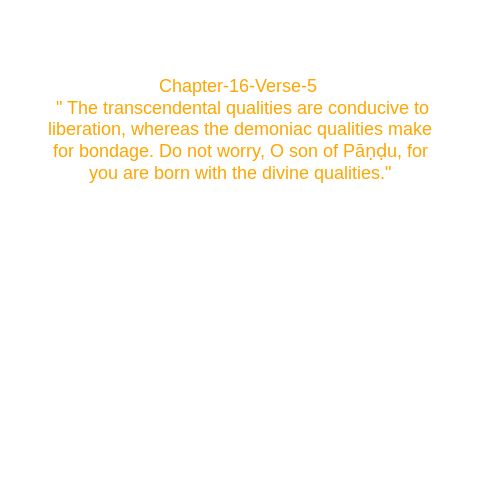 Chapter-16-Verse-5
" The transcendental qualities are conducive to
liberation, whereas the demoniac qualities make
for bondage. Do not worry, O son of Pāṇḍu, for
you are born with the divine qualities."